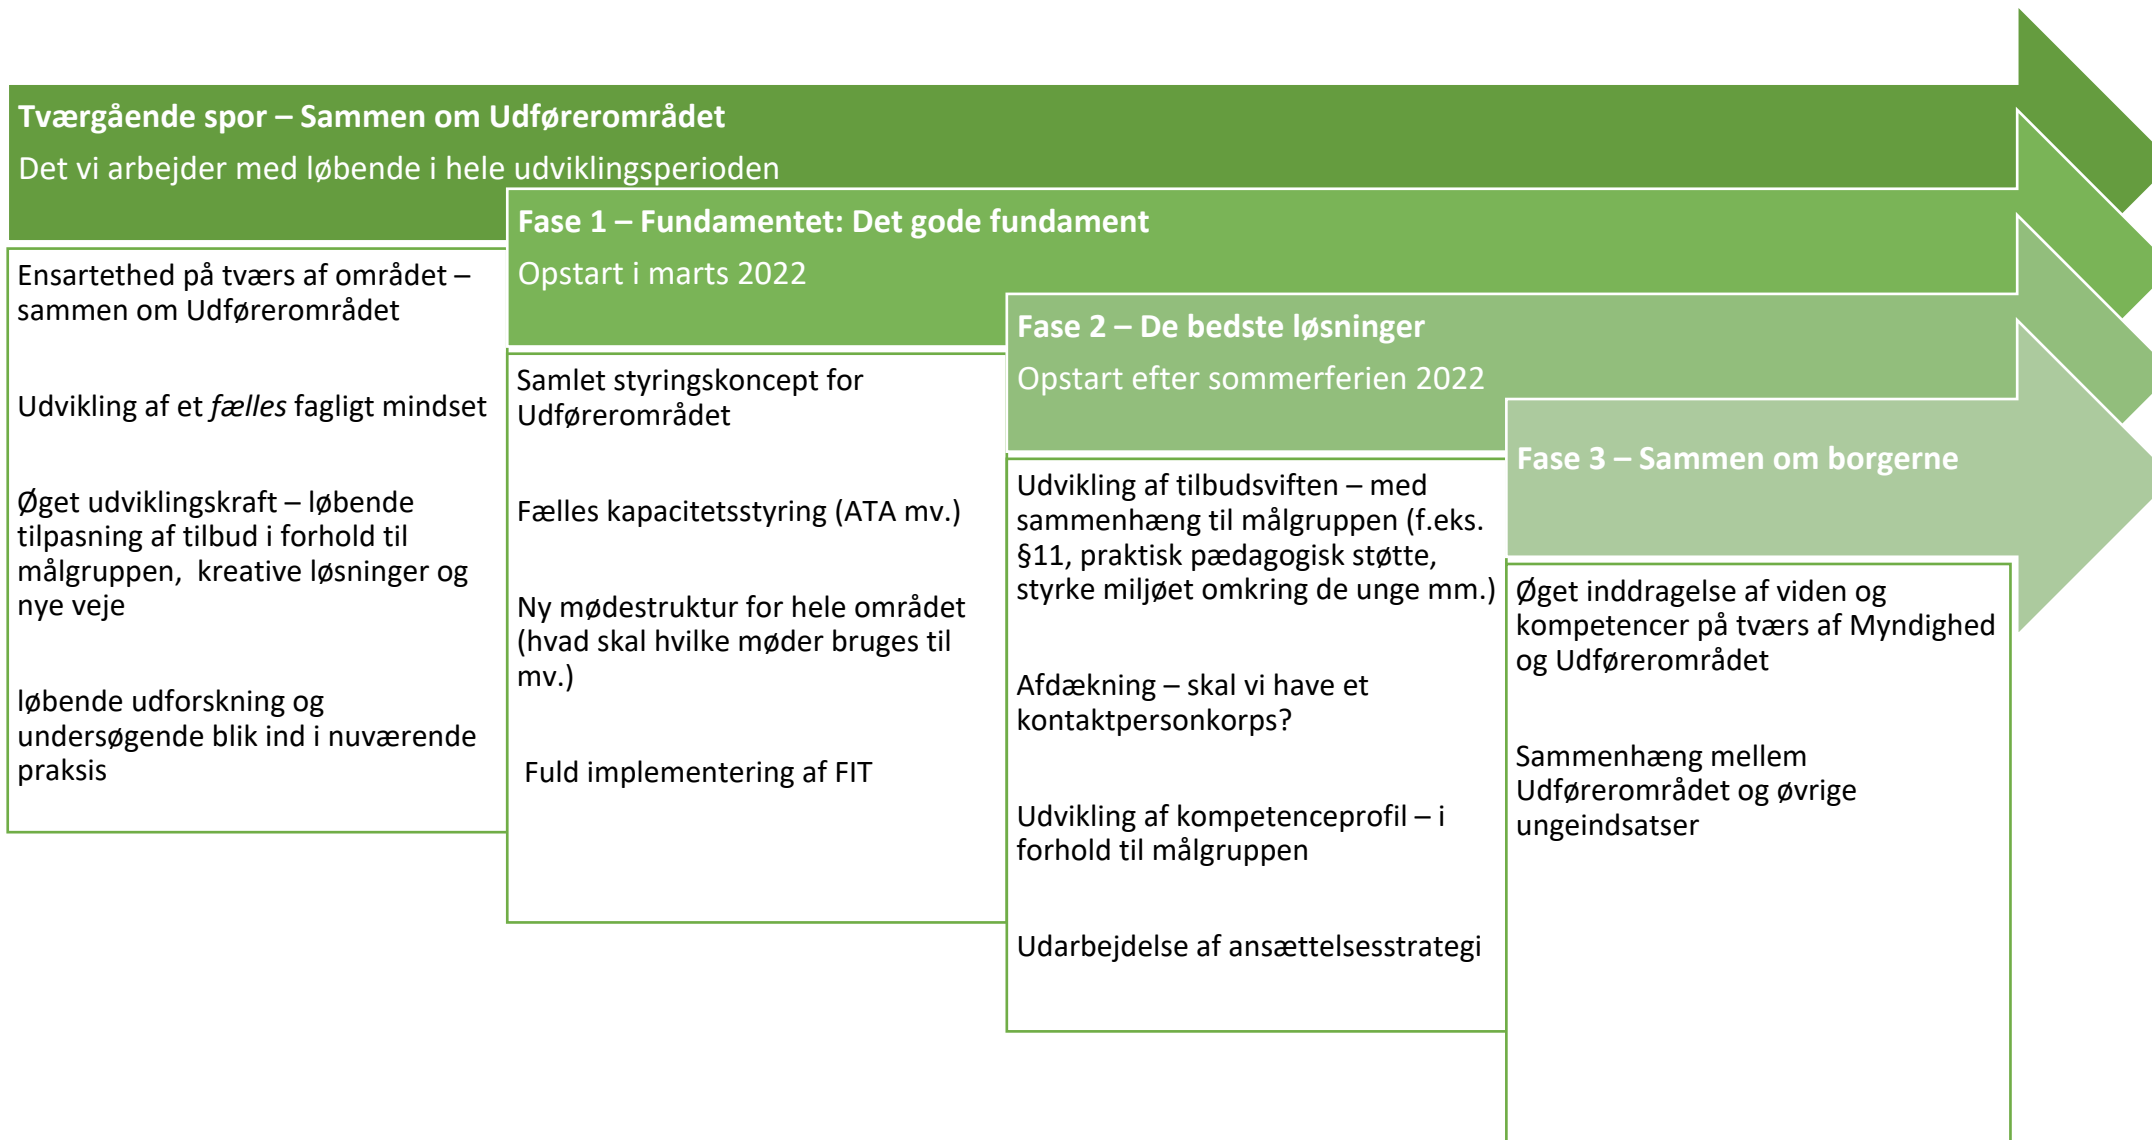 Tværgående spor – Sammen om Udførerområdet
Det vi arbejder med løbende i hele udviklingsperioden
Ensartethed på tværs af området –
sammen om Udførerområdet
Udvikling af et fælles fagligt mindset
Øget udviklingskraft – løbende
tilpasning af tilbud i forhold til
målgruppen,  kreative løsninger og
nye veje
løbende udforskning og
undersøgende blik ind i nuværende
praksis
Fase 1 – Fundamentet: Det gode fundament
Opstart i marts 2022
Samlet styringskoncept for
Udførerområdet
Fælles kapacitetsstyring (ATA mv.)
Ny mødestruktur for hele området
(hvad skal hvilke møder bruges til
mv.)
Fuld implementering af FIT
Fase 2 – De bedste løsninger
Opstart efter sommerferien 2022
Udvikling af tilbudsviften – med
sammenhæng til målgruppen (f.eks.
§11, praktisk pædagogisk støtte,
styrke miljøet omkring de unge mm.)
Afdækning – skal vi have et
kontaktpersonkorps?
Udvikling af kompetenceprofil – i
forhold til målgruppen
Udarbejdelse af ansættelsesstrategi
Fase 3 – Sammen om borgerne
Øget inddragelse af viden og
kompetencer på tværs af Myndighed
og Udførerområdet
Sammenhæng mellem
Udførerområdet og øvrige
ungeindsatser